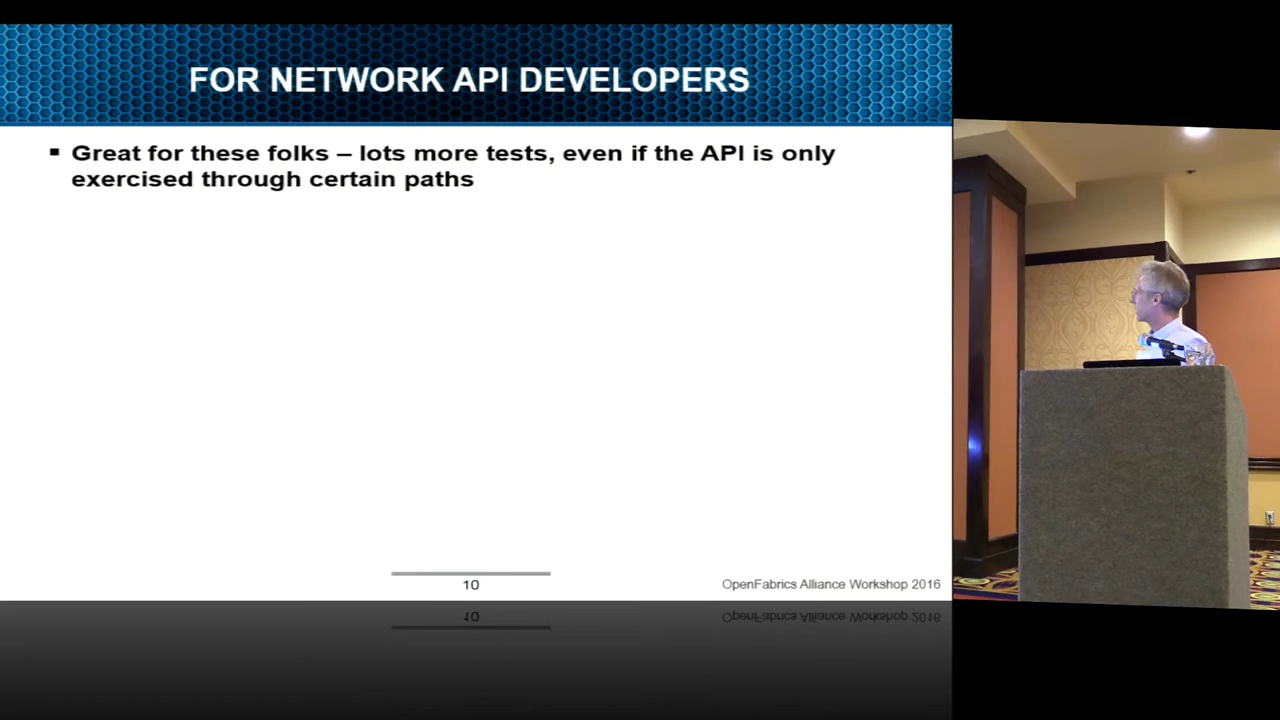 FOR NETWORK API DEVELOPERS
▪ Great for these folks – lots more tests, even if the API is only
exercised through certain paths
10
OpenFabrics Alliance Workshop 2016